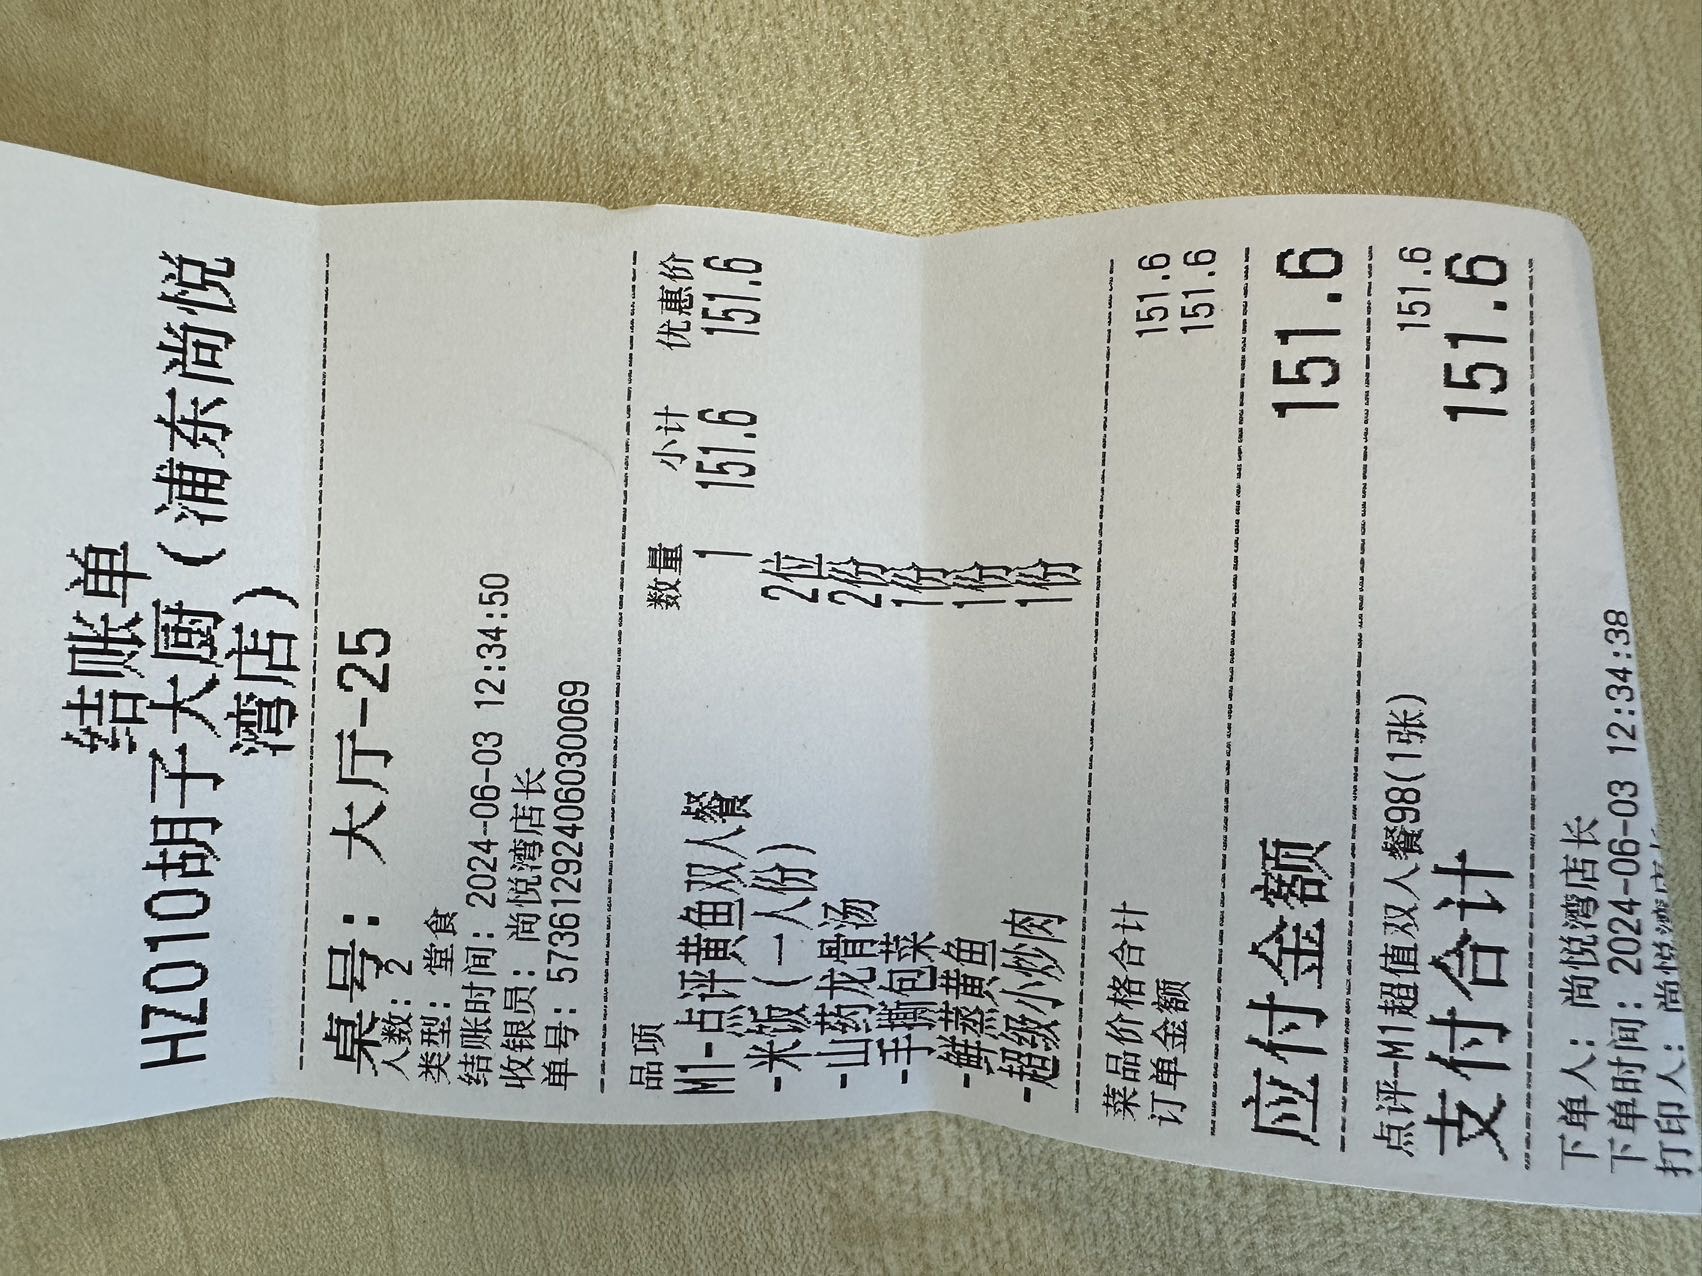 结账单
HZ010胡子大厨（浦东尚悦
湾店）
桌号：大厅-25
人数：2
类型：堂食
结账时间：2024-06-03 12:34:50
收银员：尚悦湾店长
单号：573612924060300​69
品项 数量 小计 优惠价
M1-点评黄鱼双人餐 1 151.6 151.6
-米饭（一人份） 2位
-山药龙骨汤 2份
-手撕包菜 1份
-鲜蒸黄鱼 1份
-超级小炒肉 1份
菜品价格合计 151.6
订单金额 151.6
应付金额 151.6
点评-M1超值双人餐98(1张) 151.6
支付合计 151.6
下单人：尚悦湾店长
下单时间：2024-06-03 12:34:38
打印人：尚悦湾店长